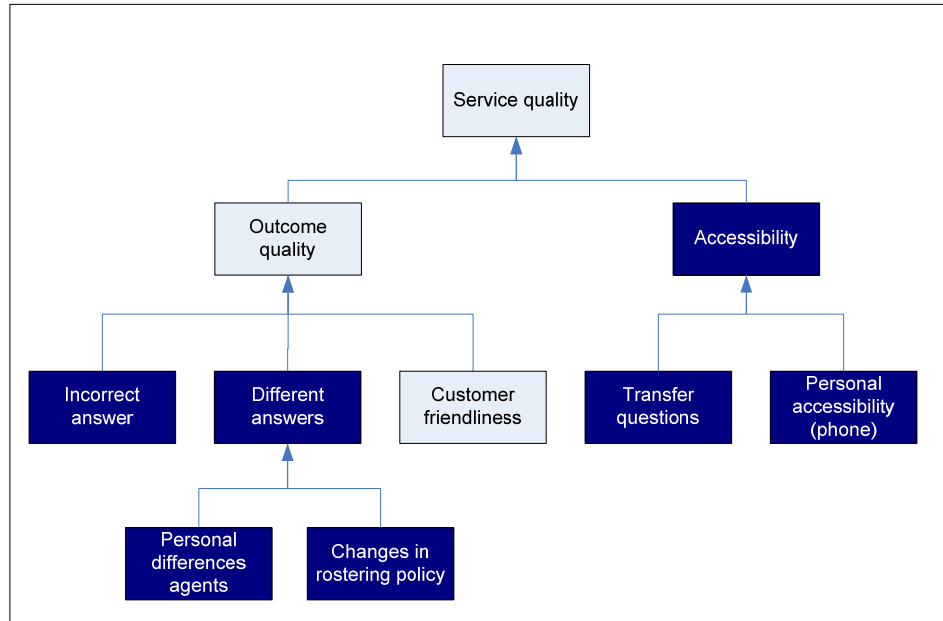 Service quality
Outcome
quality
Accessibility
Incorrect
answer
Different
answers
Customer
friendliness
Transfer
questions
Personal
accessibility
(phone)
Personal
differences
agents
Changes in
rostering policy